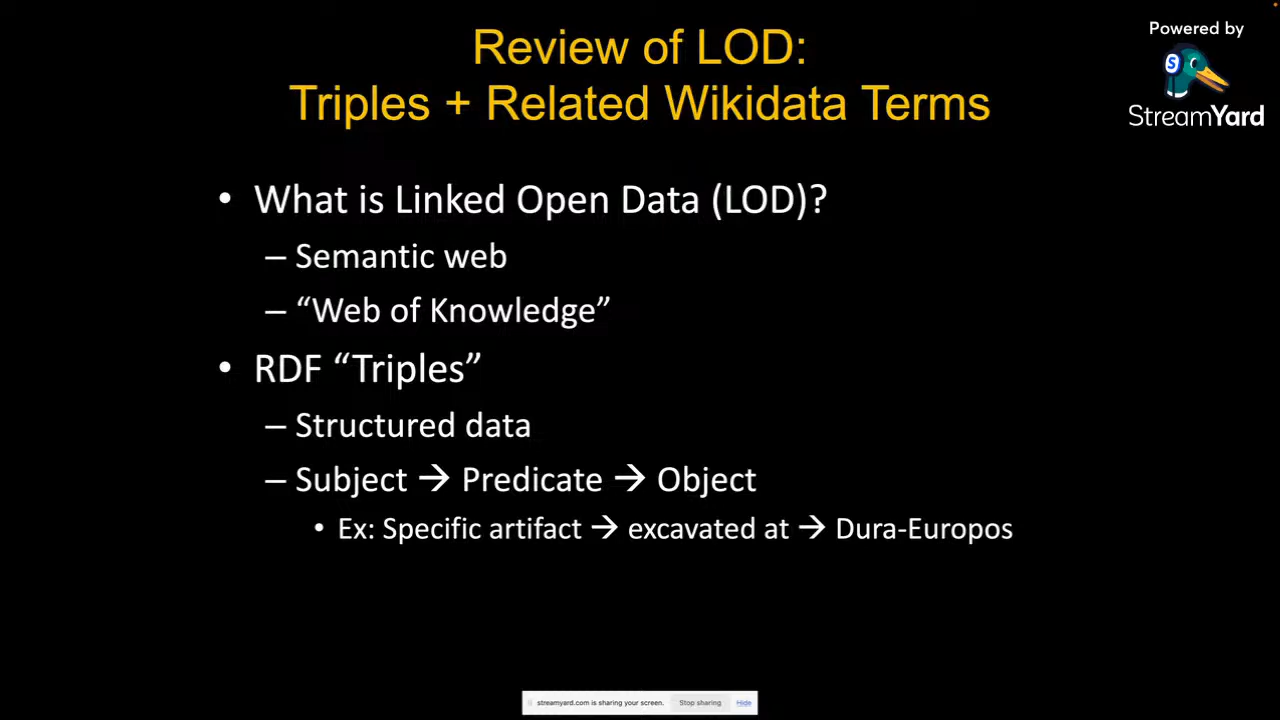 Review of LOD:
Triples + Related Wikidata Terms
Powered by
S
StreamYard
• What is Linked Open Data (LOD)?
– Semantic web
– “Web of Knowledge”
• RDF “Triples”
– Structured data
– Subject → Predicate → Object
• Ex: Specific artifact → excavated at → Dura-Europos
streamyard.com is sharing your screen. Stop sharing Hide